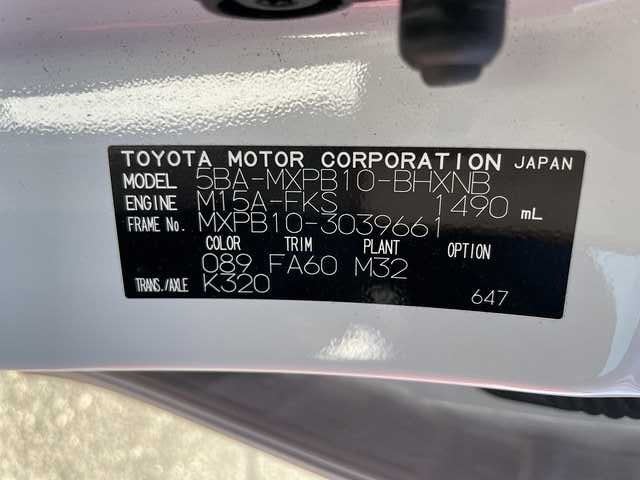 TOYOTA MOTOR CORPORATION JAPAN
MODEL 5BA-MXPB10-BHXNB
ENGINE M15A-FKS 1490 mL
FRAME No. MXPB10-3039661
COLOR TRIM PLANT OPTION
089 FA60 M32
TRANS./AXLE K320
647